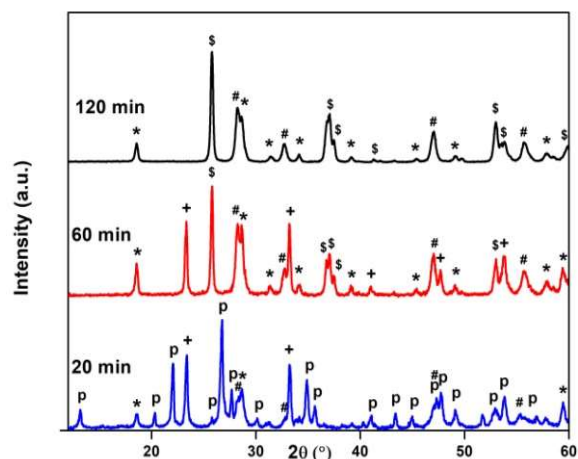 120 min
* $ # * * # * $ $ * $ * # * $ $ # * $
60 min
* + $ # * * # + * $ $ $ * + * # + * $ + # * *
20 min
p * p p + p p p # * p # + p p p p p # p p p p p # p p *
20 30 40 50 60
2θ (°)
Intensity (a.u.)